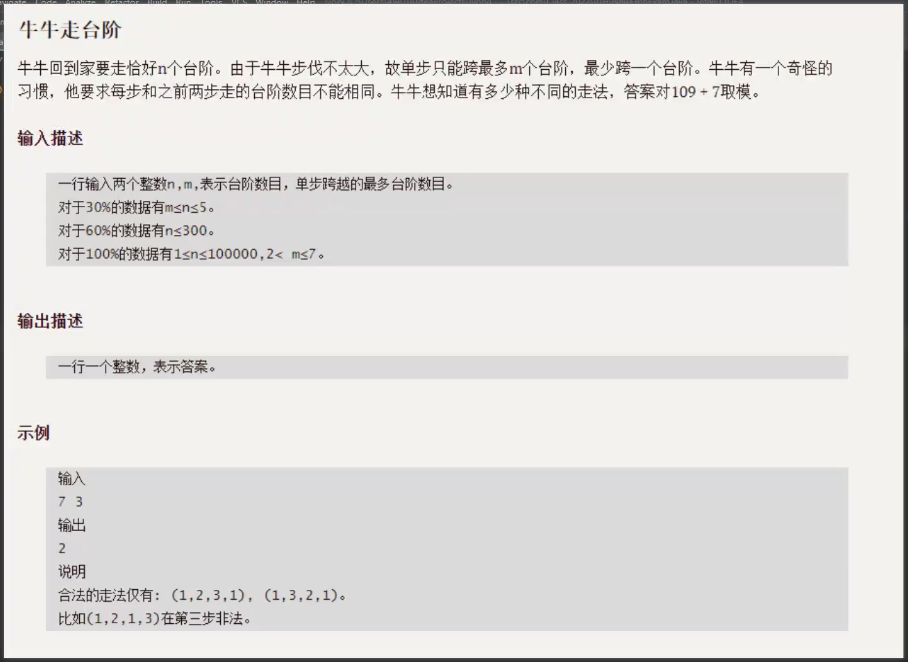 牛牛走台阶
牛牛回到家要走恰好n个台阶。由于牛牛步伐不太大，故单步只能跨最多m个台阶，最少跨一个台阶。牛牛有一个奇怪的
习惯，他要求每步和之前两步走的台阶数目不能相同。牛牛想知道有多少种不同的走法，答案对109 + 7取模。
输入描述
一行输入两个整数n,m,表示台阶数目，单步跨越的最多台阶数目。
对于30%的数据有m≤n≤5。
对于60%的数据有n≤300。
对于100%的数据有1≤n≤100000,2< m≤7。
输出描述
一行一个整数，表示答案。
示例
输入
7 3
输出
2
说明
合法的走法仅有: (1,2,3,1), (1,3,2,1)。
比如(1,2,1,3)在第三步非法。